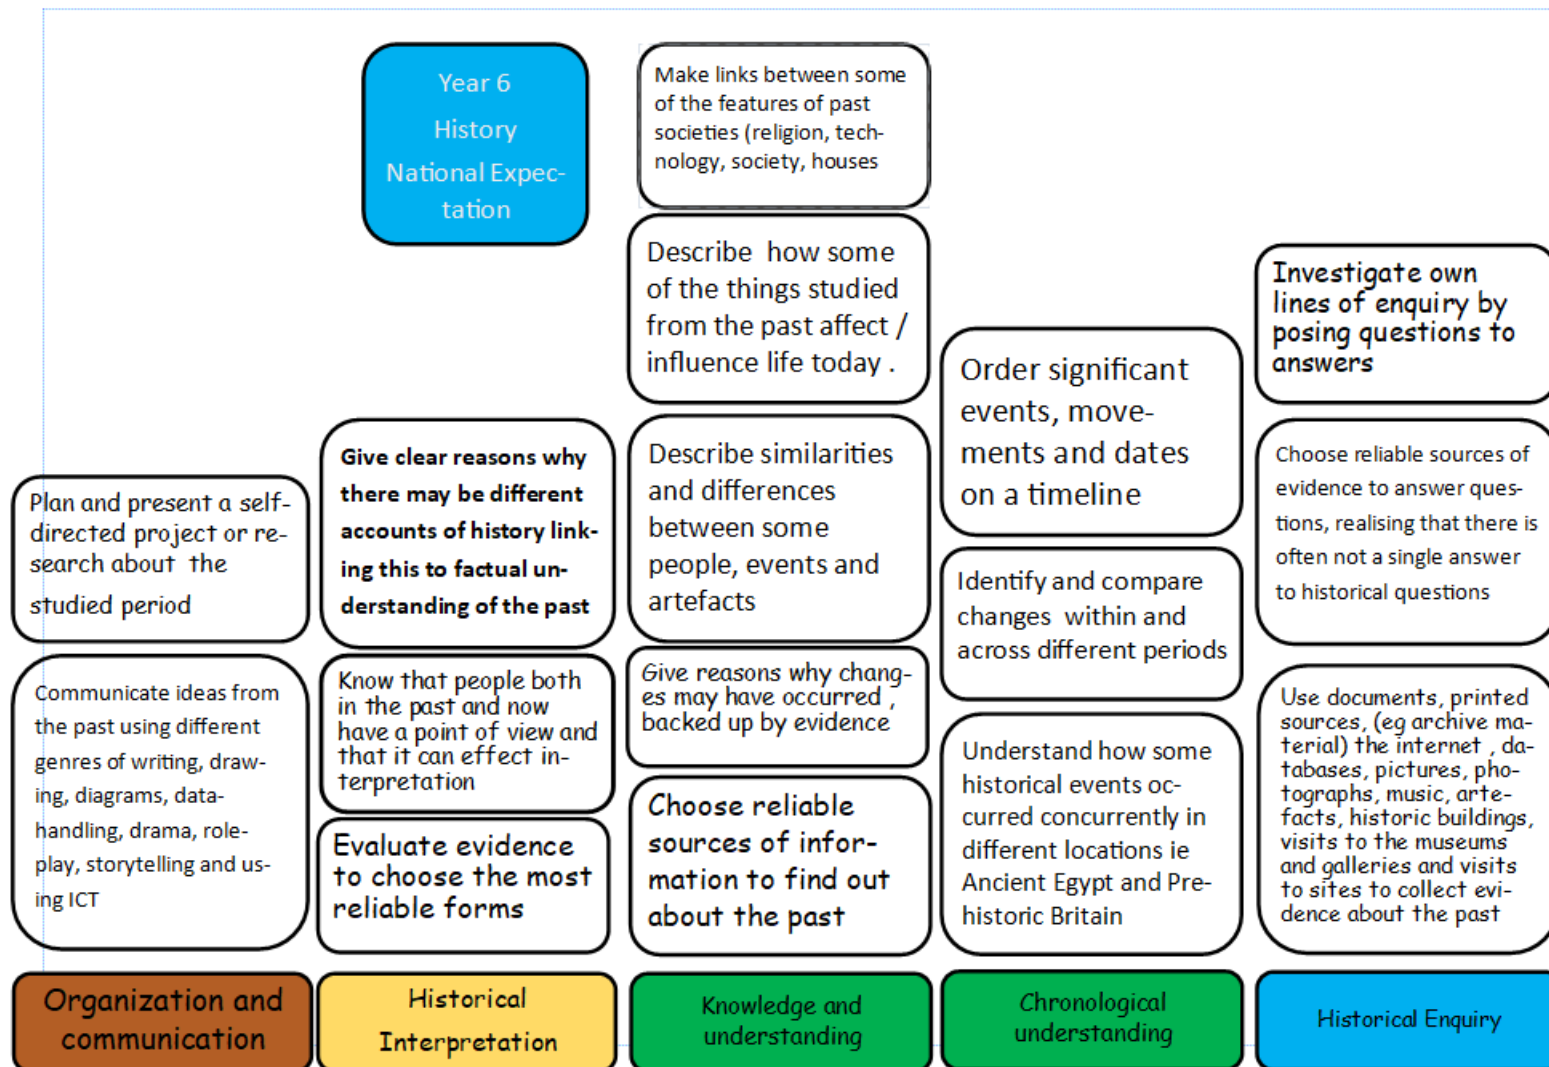 Year 6
History
National Expec-
tation
Make links between some
of the features of past
societies (religion, tech-
nology, society, houses
Describe how some
of the things studied
from the past affect /
influence life today .
Investigate own
lines of enquiry by
posing questions to
answers
Order significant
events, move-
ments and dates
on a timeline
Give clear reasons why
there may be different
accounts of history link-
ing this to factual un-
derstanding of the past
Describe similarities
and differences
between some
people, events and
artefacts
Choose reliable sources of
evidence to answer ques-
tions, realising that there is
often not a single answer
to historical questions
Plan and present a self-
directed project or re-
search about the
studied period
Identify and compare
changes within and
across different periods
Communicate ideas from
the past using different
genres of writing, draw-
ing, diagrams, data-
handling, drama, role-
play, storytelling and us-
ing ICT
Know that people both
in the past and now
have a point of view and
that it can effect in-
terpretation
Give reasons why chang-
es may have occurred ,
backed up by evidence
Use documents, printed
sources, (eg archive ma-
terial) the internet , da-
tabases, pictures, pho-
tographs, music, arte-
facts, historic buildings,
visits to the museums
and galleries and visits
to sites to collect evi-
dence about the past
Understand how some
historical events oc-
curred concurrently in
different locations ie
Ancient Egypt and Pre-
historic Britain
Evaluate evidence
to choose the most
reliable forms
Choose reliable
sources of infor-
mation to find out
about the past
Organization and
communication
Historical
Interpretation
Knowledge and
understanding
Chronological
understanding
Historical Enquiry